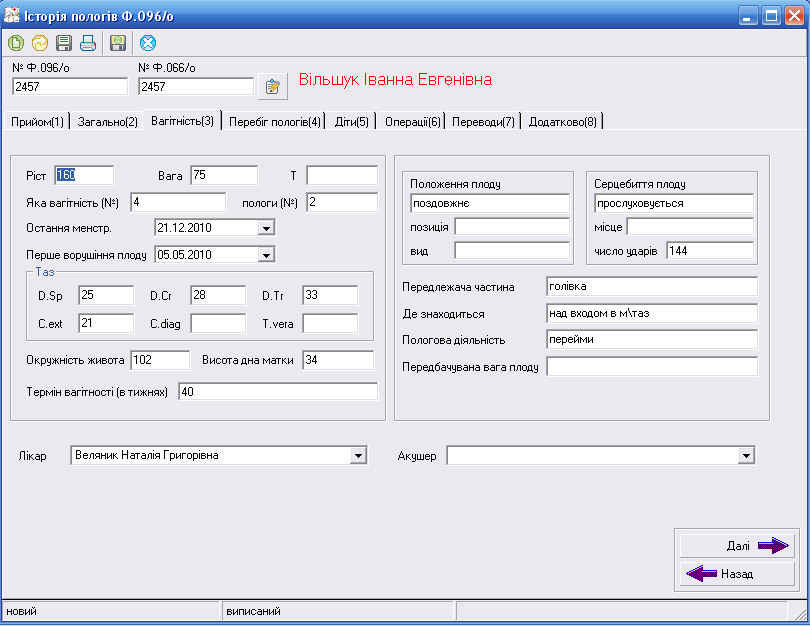 Історія пологів Ф.096/о
№ Ф.096/о № Ф.066/о
2457 2457 Вільшук Іванна Евгенівна
Прийом(1) Загально(2) Вагітність(3) Перебіг пологів(4) Діти(5) Операції(6) Переводи(7) Додатково(8)
Ріст 160 Вага 75 Т
Яка вагітність (№) 4 пологи (№) 2
Остання менстр. 21.12.2010
Перше ворушіння плоду 05.05.2010
Таз
D.Sp 25 D.Cr 28 D.Tr 33
C.ext 21 C.diag T.vera
Окружність живота 102 Висота дна матки 34
Термін вагітності (в тижнях) 40
Положення плоду
поздовжнє
позиція
вид
Серцебиття плоду
прослуховується
місце
число ударів 144
Передлежача частина голівка
Де знаходиться над входом в м\таз
Пологова діяльність перейми
Передбачувана вага плоду
Лікар Веляник Наталія Григорівна Акушер
Далі
Назад
новий виписаний